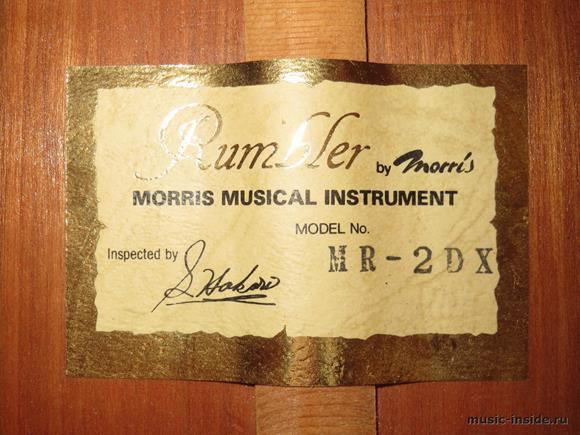 Rumbler by Morris
MORRIS MUSICAL INSTRUMENT
MODEL No.
MR-2DX
Inspected by
music-inside.ru